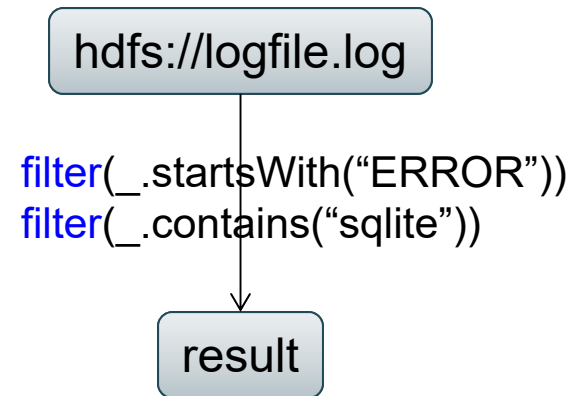 hdfs://logfile.log
filter(_.startsWith(“ERROR”))
filter(_.contains(“sqlite”))
result